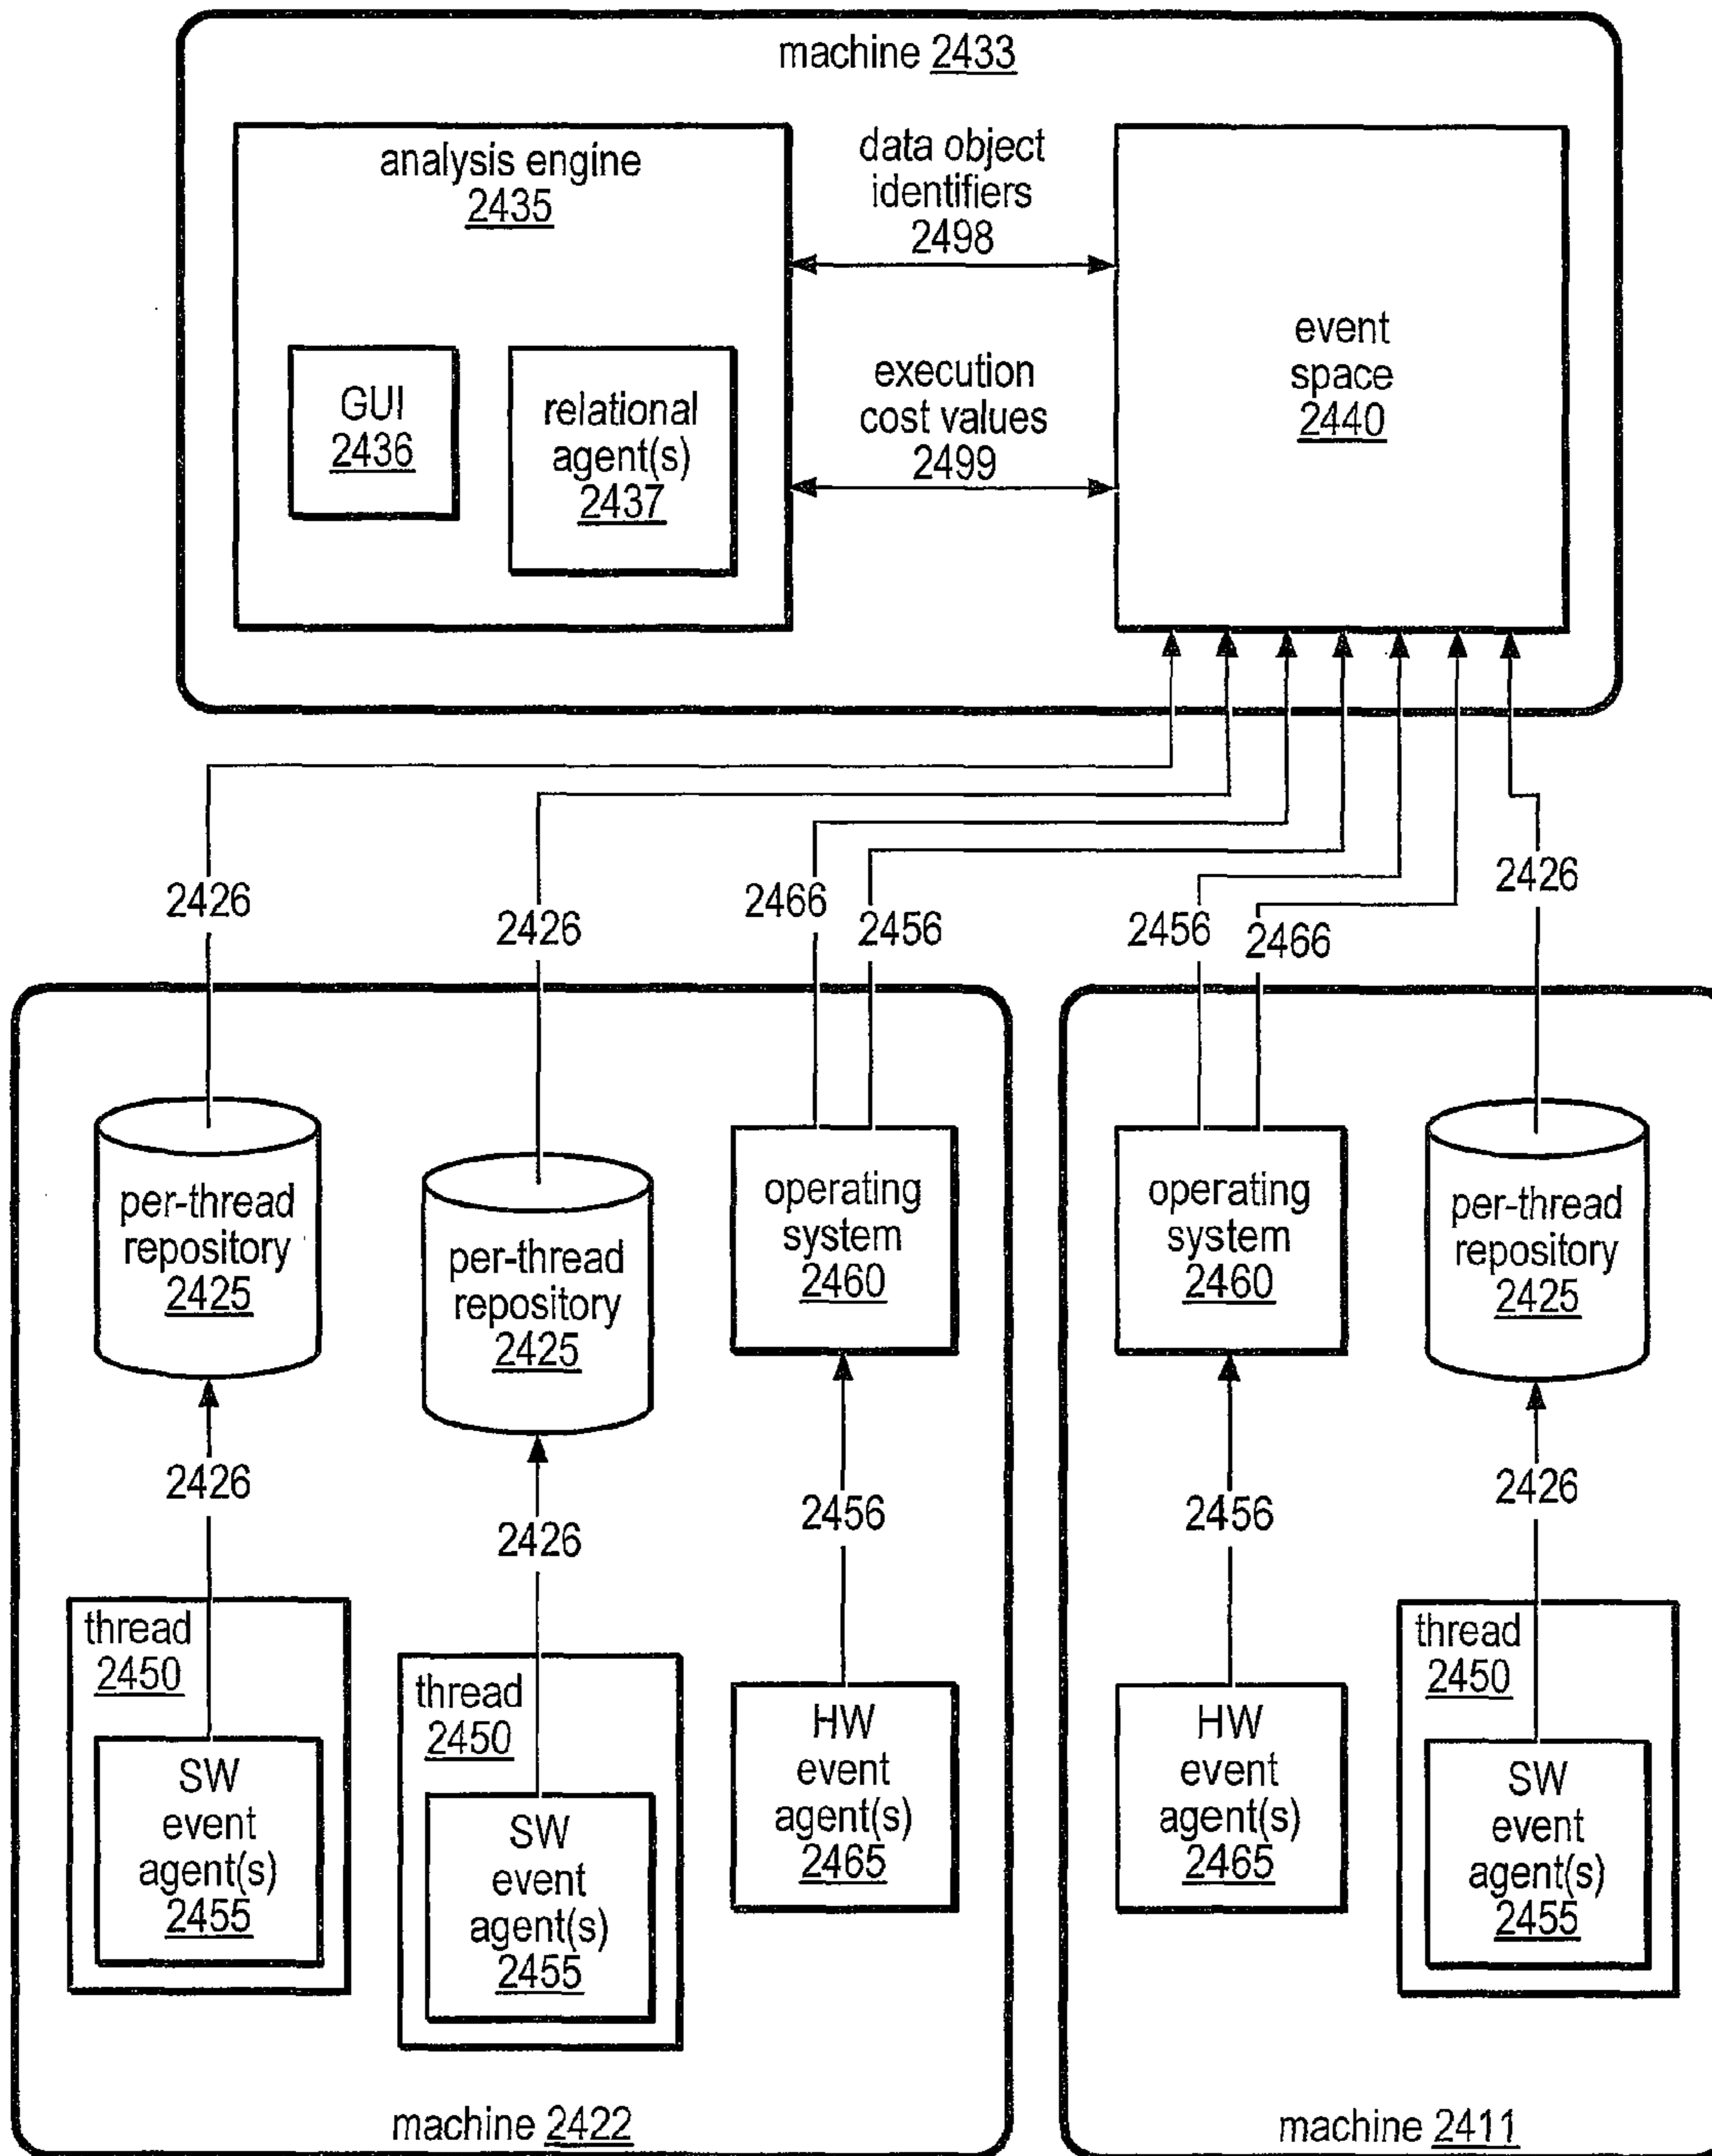 machine 2433
analysis engine
2435
data object
identifiers
2498
GUI
2436
relational
agent(s)
2437
execution
cost values
2499
event
space
2440
2426
2426
2466
2456
2456
2466
2426
per-thread
repository
2425
per-thread
repository
2425
operating
system
2460
operating
system
2460
per-thread
repository
2425
2426
2426
2456
2456
2426
thread
2450
SW
event
agent(s)
2455
thread
2450
SW
event
agent(s)
2455
HW
event
agent(s)
2465
HW
event
agent(s)
2465
thread
2450
SW
event
agent(s)
2455
machine 2422
machine 2411